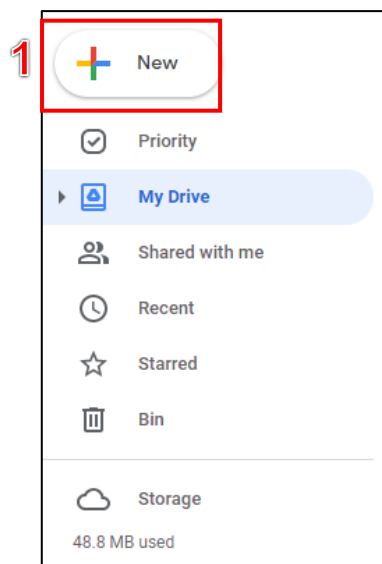 1
New
Priority
My Drive
Shared with me
Recent
Starred
Bin
Storage
48.8 MB used